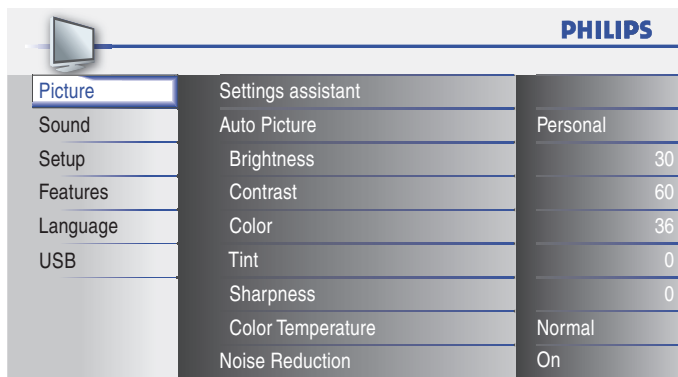 PHILIPS
Picture
Sound
Setup
Features
Language
USB
Settings assistant
Auto Picture Personal
Brightness 30
Contrast 60
Color 36
Tint 0
Sharpness 0
Color Temperature Normal
Noise Reduction On